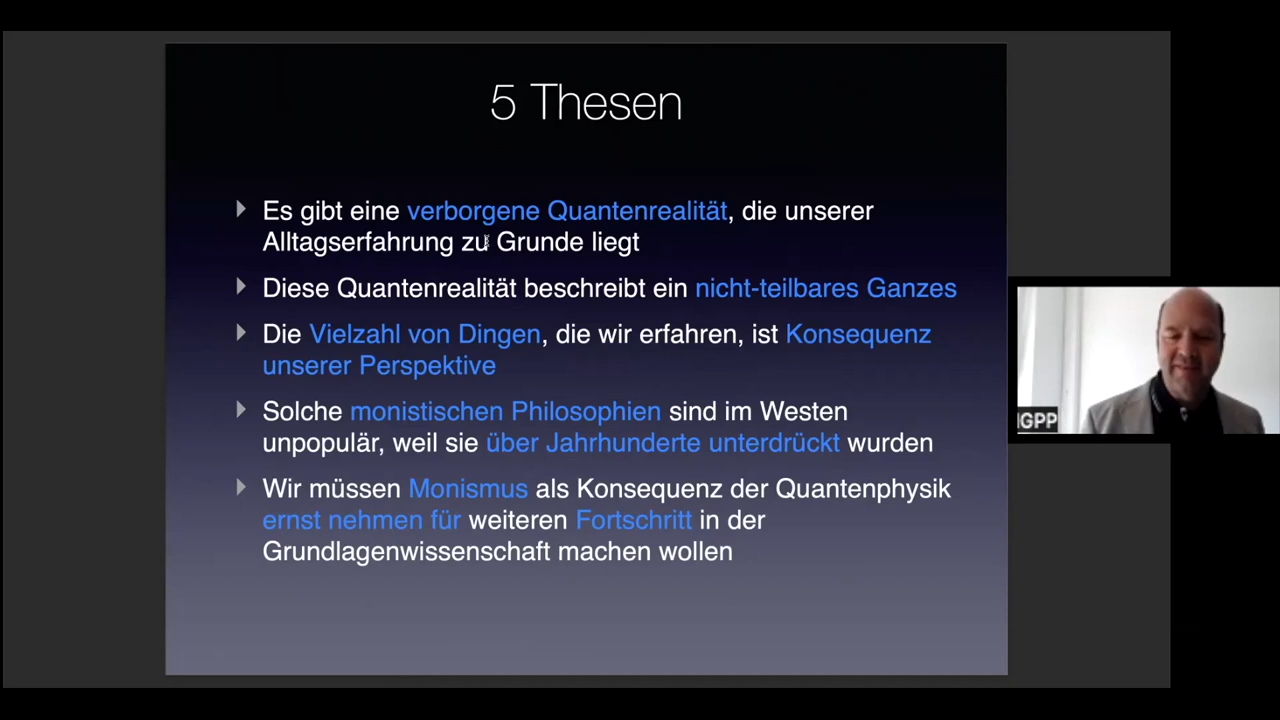 5 Thesen
Es gibt eine verborgene Quantenrealität, die unserer
Alltagserfahrung zu Grunde liegt
Diese Quantenrealität beschreibt ein nicht-teilbares Ganzes
Die Vielzahl von Dingen, die wir erfahren, ist Konsequenz
unserer Perspektive
Solche monistischen Philosophien sind im Westen
unpopulär, weil sie über Jahrhunderte unterdrückt wurden
Wir müssen Monismus als Konsequenz der Quantenphysik
ernst nehmen für weiteren Fortschritt in der
Grundlagenwissenschaft machen wollen
IGPP